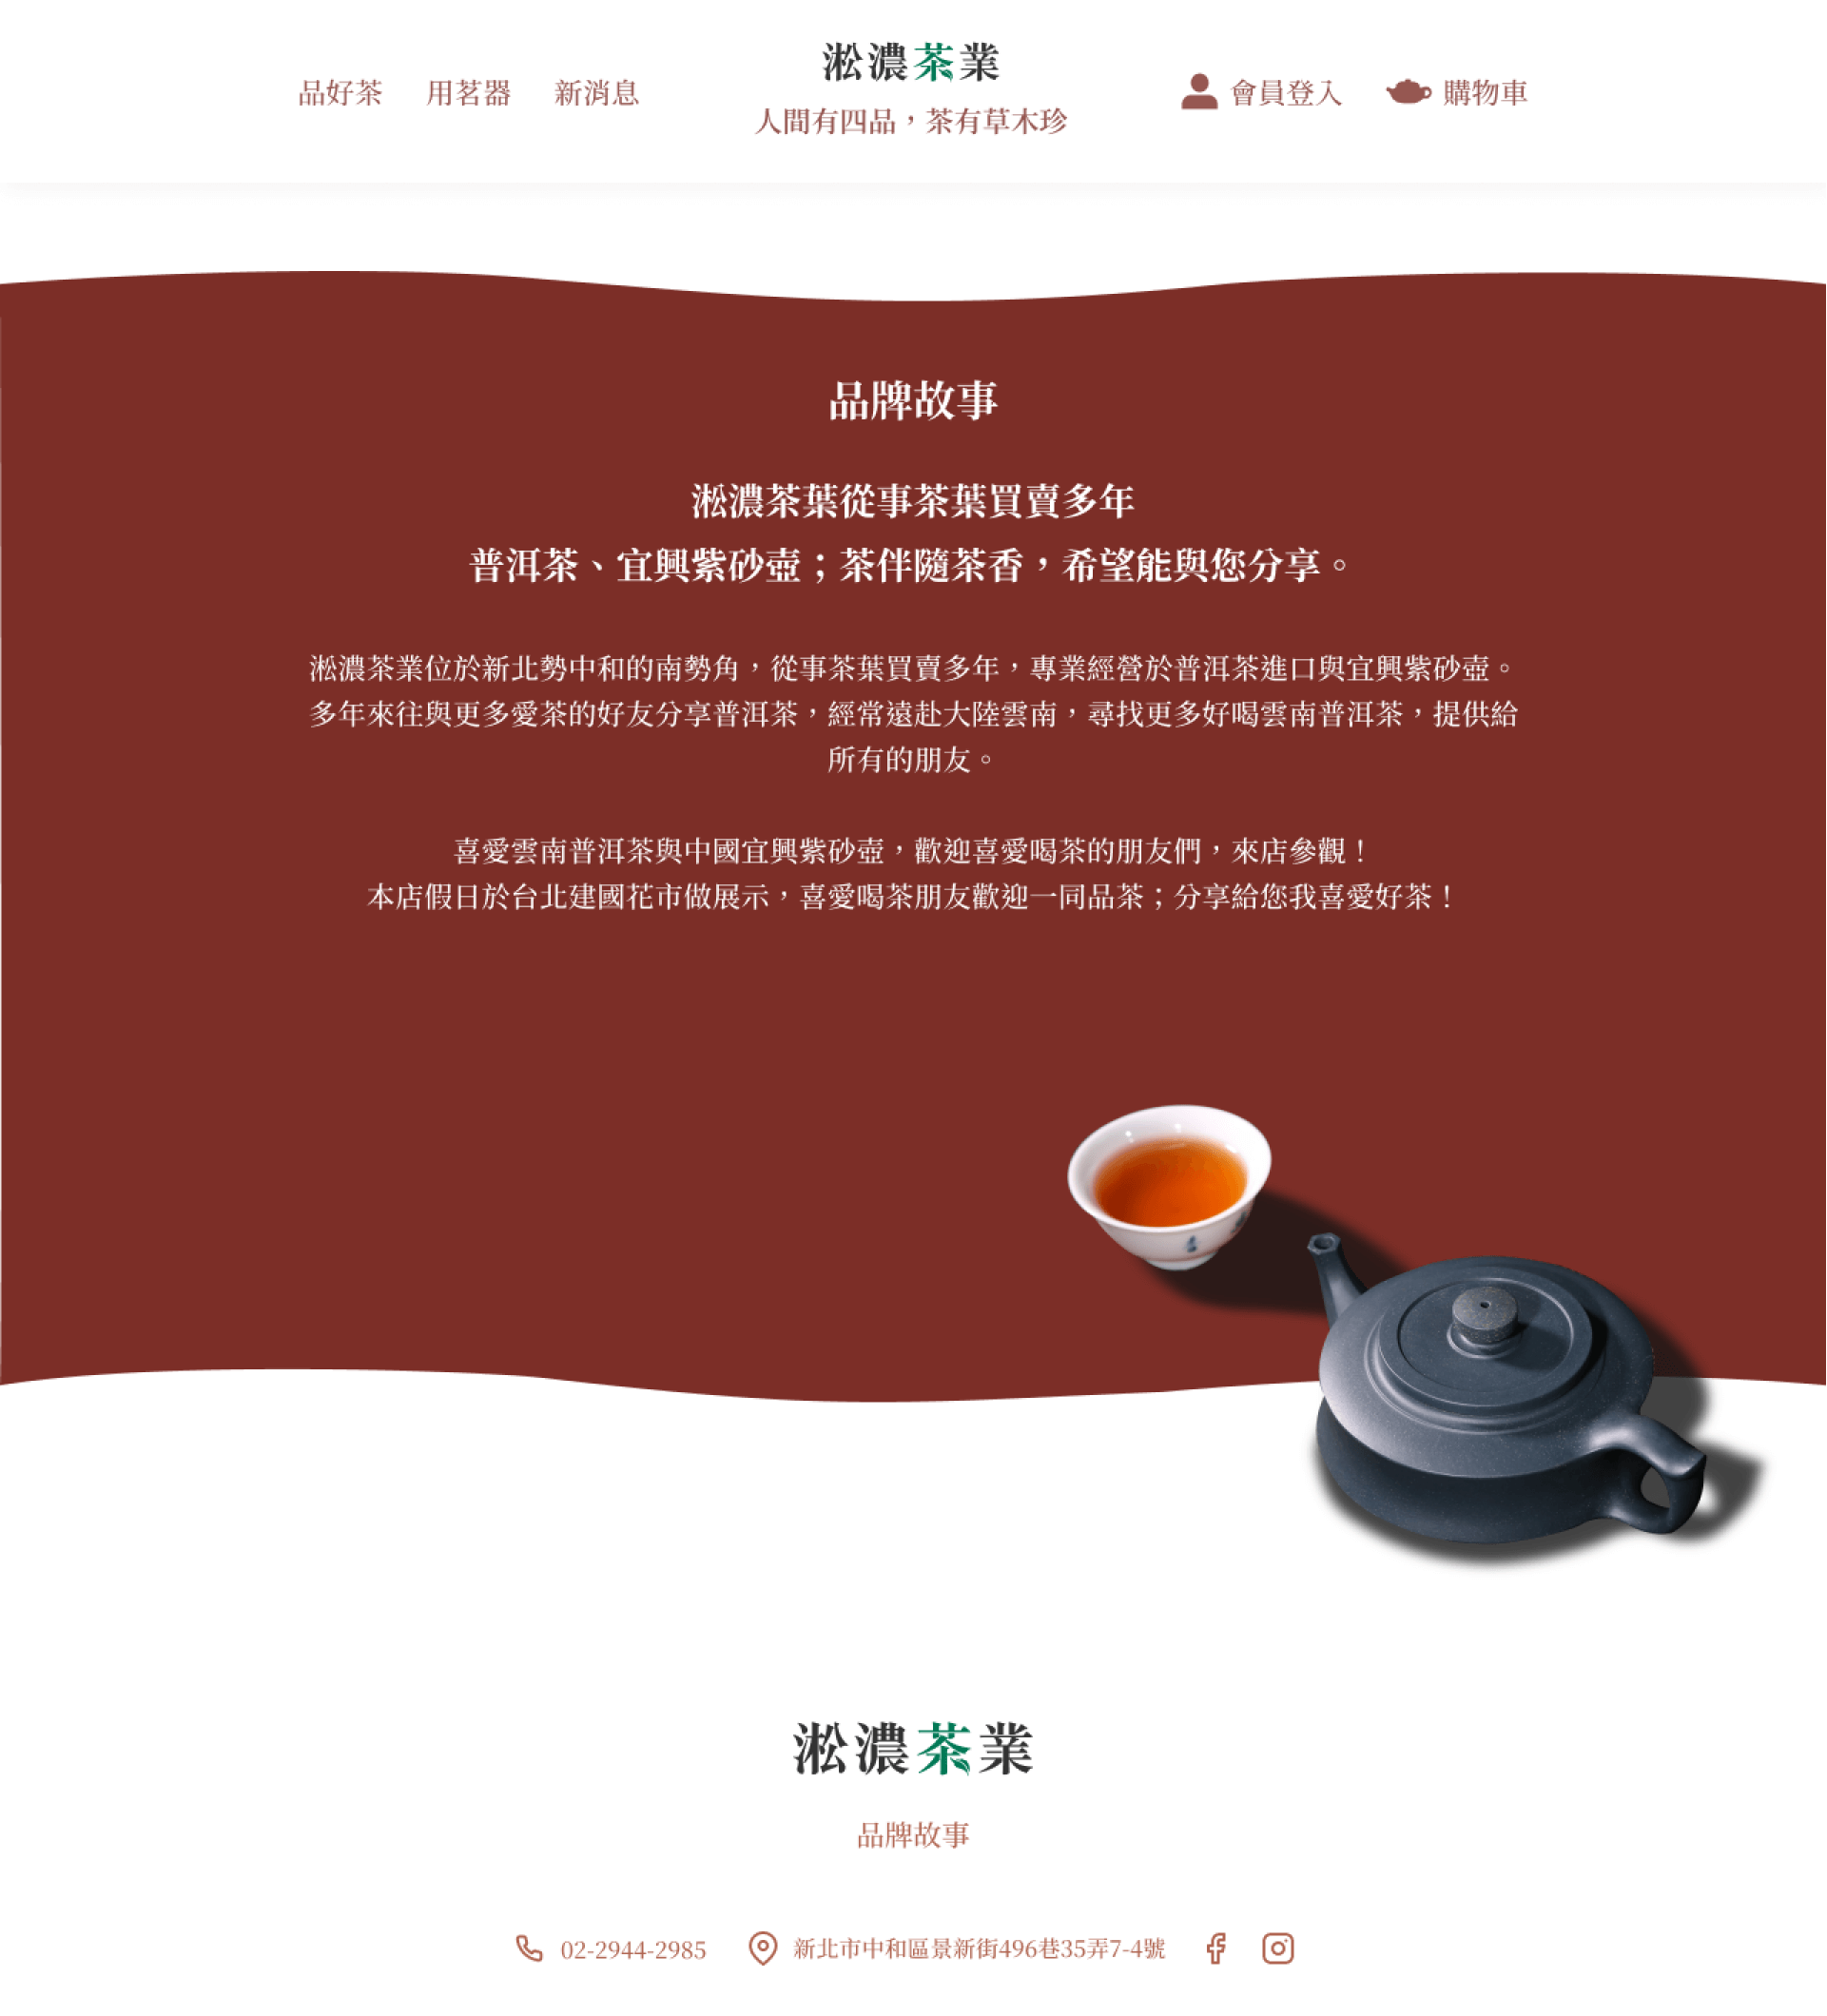 淞濃茶業
品好茶 用茗器 新消息
人間有四品，茶有草木珍
會員登入 購物車
品牌故事
淞濃茶葉從事茶葉買賣多年
普洱茶、宜興紫砂壺；茶伴隨茶香，希望能與您分享。
淞濃茶業位於新北勢中和的南勢角，從事茶葉買賣多年，專業經營於普洱茶進口與宜興紫砂壺。
多年來往與更多愛茶的好友分享普洱茶，經常遠赴大陸雲南，尋找更多好喝雲南普洱茶，提供給
所有的朋友。
喜愛雲南普洱茶與中國宜興紫砂壺，歡迎喜愛喝茶的朋友們，來店參觀！
本店假日於台北建國花市做展示，喜愛喝茶朋友歡迎一同品茶；分享給您我喜愛好茶！
淞濃茶業
品牌故事
02-2944-2985 新北市中和區景新街496巷35弄7-4號